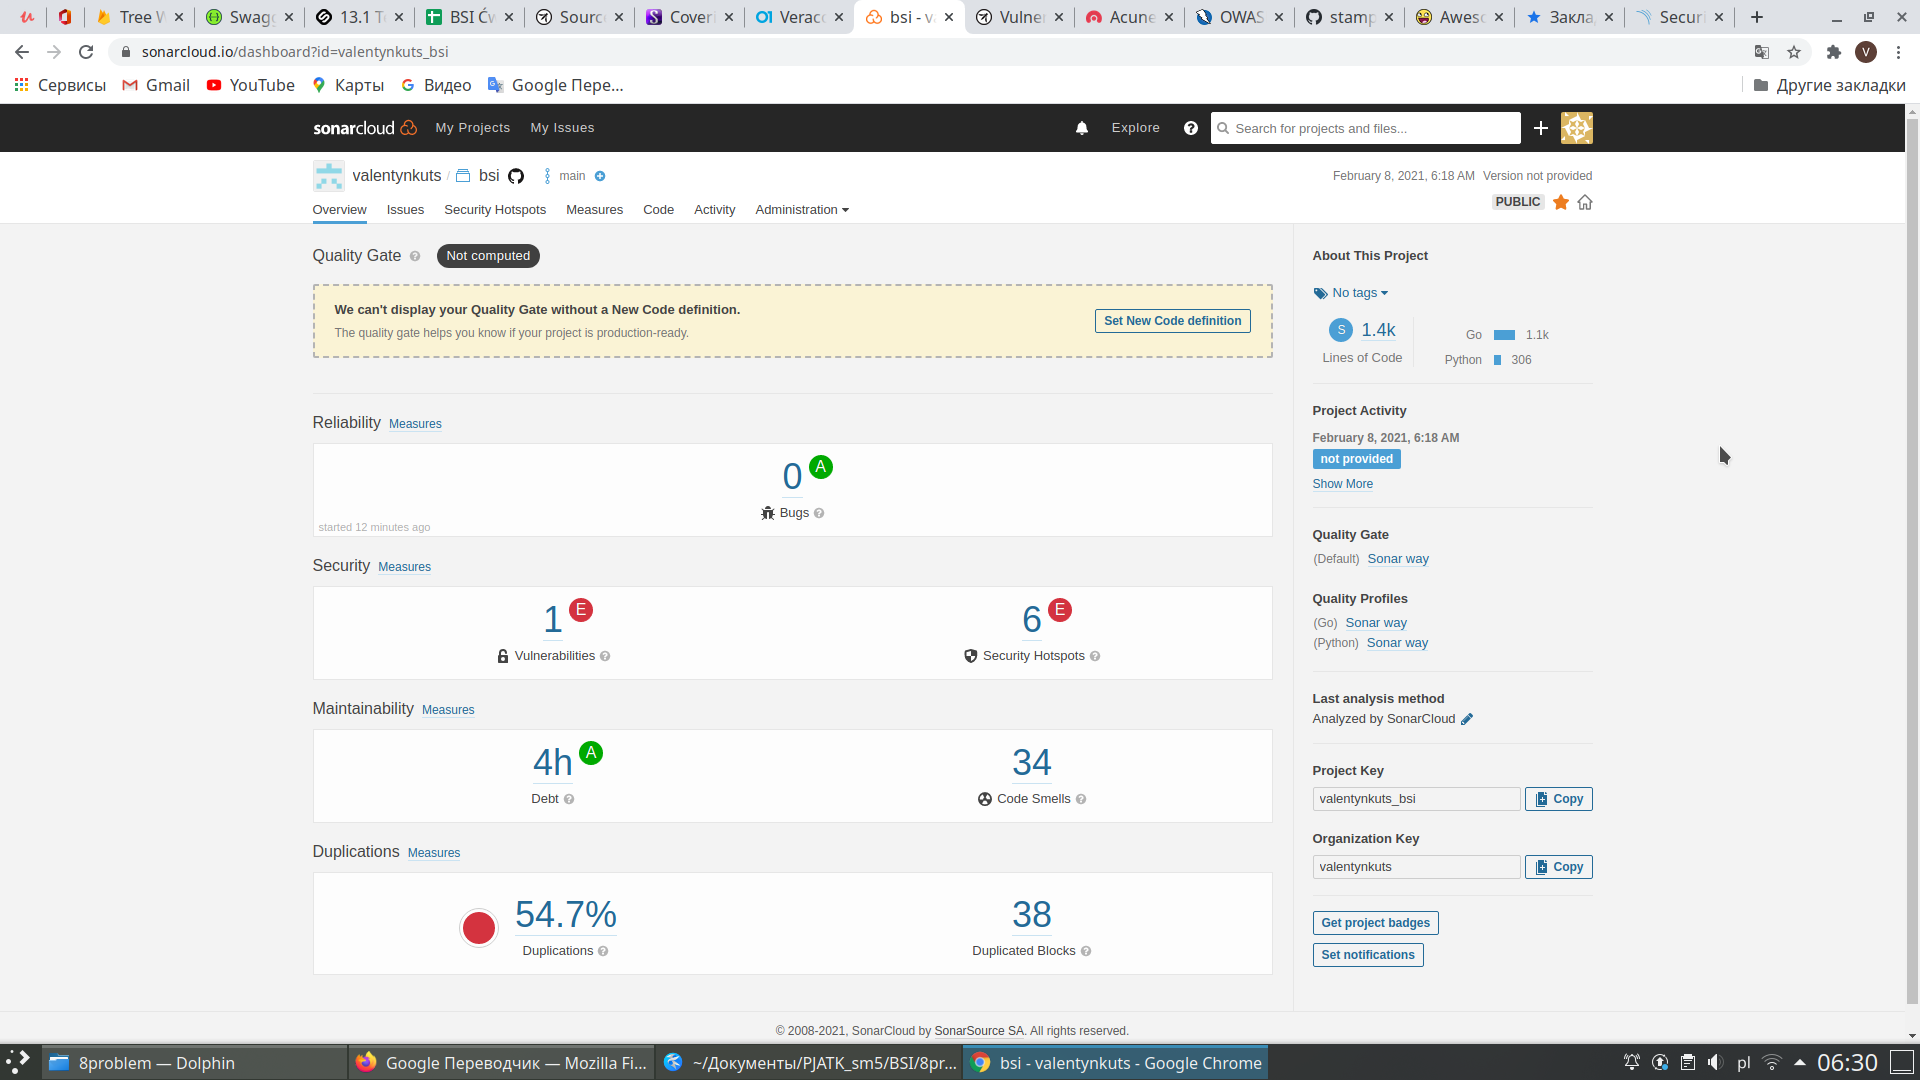 Tree W
Swagg
13.1 T
BSI Ćw
Sourc
Cover
Verac
bsi - v
Vulner
Acune
OWAS
stamp
Aweso
Закла
Securi
sonarcloud.io/dashboard?id=valentynkuts_bsi
V
Сервисы
Gmail
YouTube
Карты
Видео
Google Пере...
Другие закладки
sonarcloud
My Projects
My Issues
Explore
Search for projects and files...
valentynkuts / bsi
main
February 8, 2021, 6:18 AM Version not provided
PUBLIC
Overview
Issues
Security Hotspots
Measures
Code
Activity
Administration
Quality Gate
Not computed
We can't display your Quality Gate without a New Code definition.
The quality gate helps you know if your project is production-ready.
Set New Code definition
Reliability Measures
0 A
Bugs
started 12 minutes ago
Security Measures
1 E
Vulnerabilities
6 E
Security Hotspots
Maintainability Measures
4h A
Debt
34
Code Smells
Duplications Measures
54.7%
Duplications
38
Duplicated Blocks
About This Project
No tags
S 1.4k
Lines of Code
Go 1.1k
Python 306
Project Activity
February 8, 2021, 6:18 AM
not provided
Show More
Quality Gate
(Default) Sonar way
Quality Profiles
(Go) Sonar way
(Python) Sonar way
Last analysis method
Analyzed by SonarCloud
Project Key
valentynkuts_bsi
Copy
Organization Key
valentynkuts
Copy
Get project badges
Set notifications
© 2008-2021, SonarCloud by SonarSource SA. All rights reserved.
8problem — Dolphin
Google Переводчик — Mozilla Fi...
~/Документы/PJATK_sm5/BSI/8pr...
bsi - valentynkuts - Google Chrome
pl
06:30